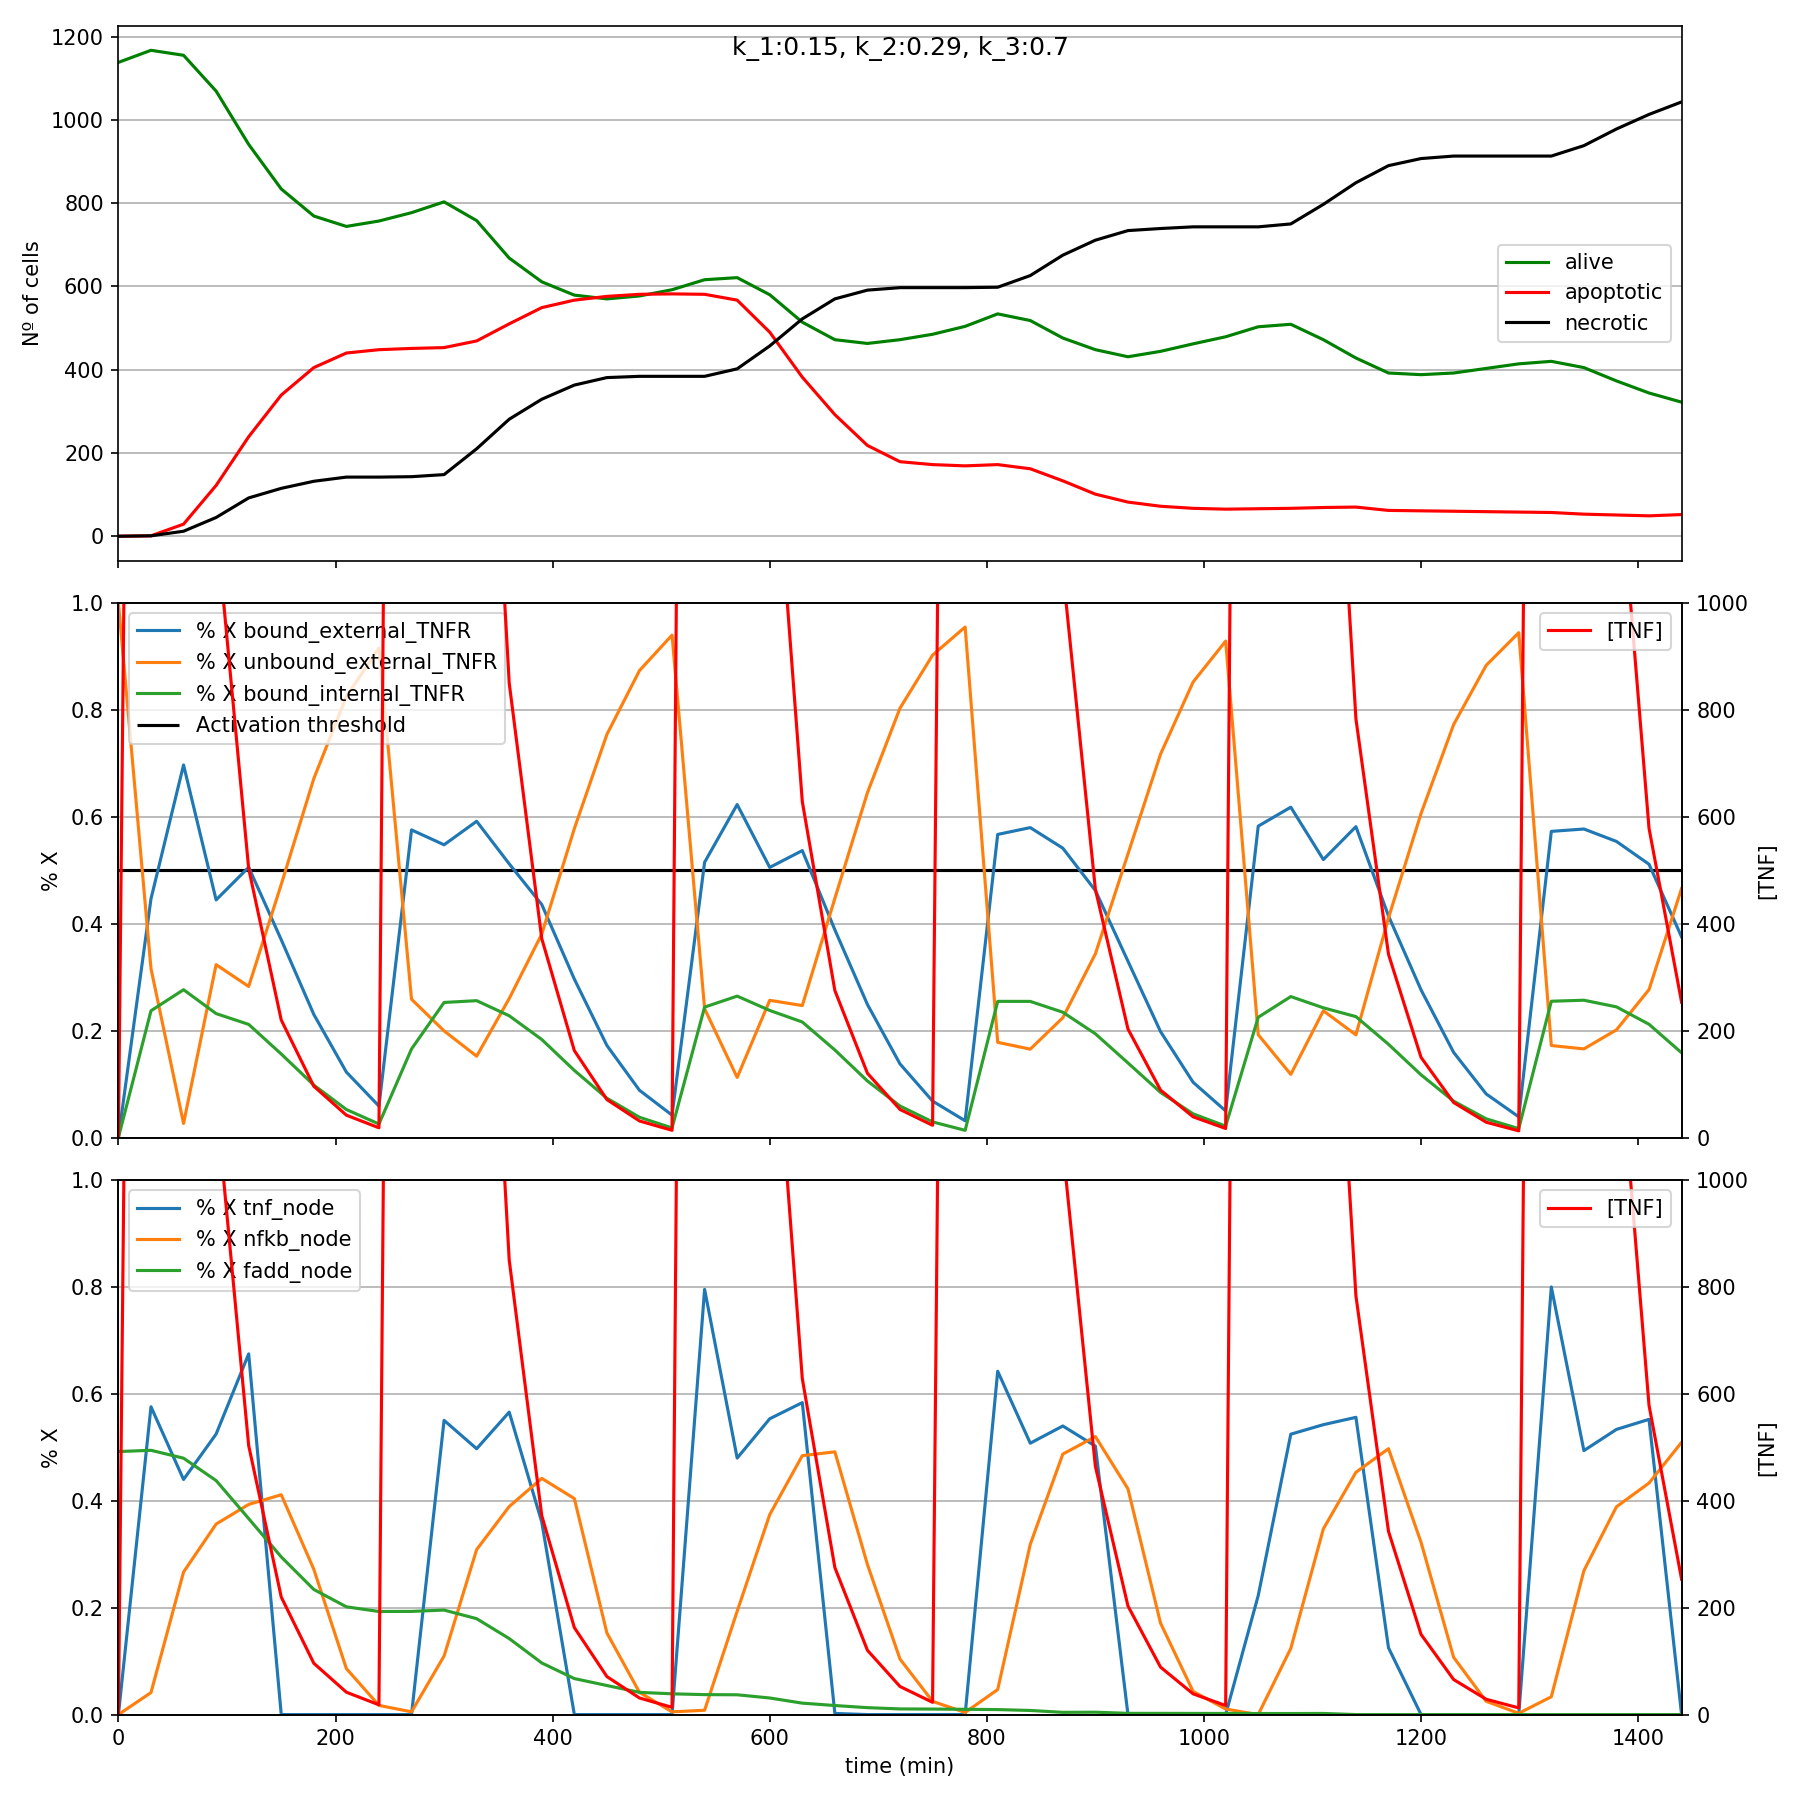 k_1:0.15, k_2:0.29, k_3:0.7
1200
1000
800
600
400
200
0
Nº of cells
alive
apoptotic
necrotic
1.0
0.8
0.6
0.4
0.2
0.0
% X
% X bound_external_TNFR
% X unbound_external_TNFR
% X bound_internal_TNFR
Activation threshold
[TNF]
1000
800
600
400
200
0
[TNF]
1.0
0.8
0.6
0.4
0.2
0.0
% X
% X tnf_node
% X nfkb_node
% X fadd_node
[TNF]
1000
800
600
400
200
0
[TNF]
0 200 400 600 800 1000 1200 1400
time (min)